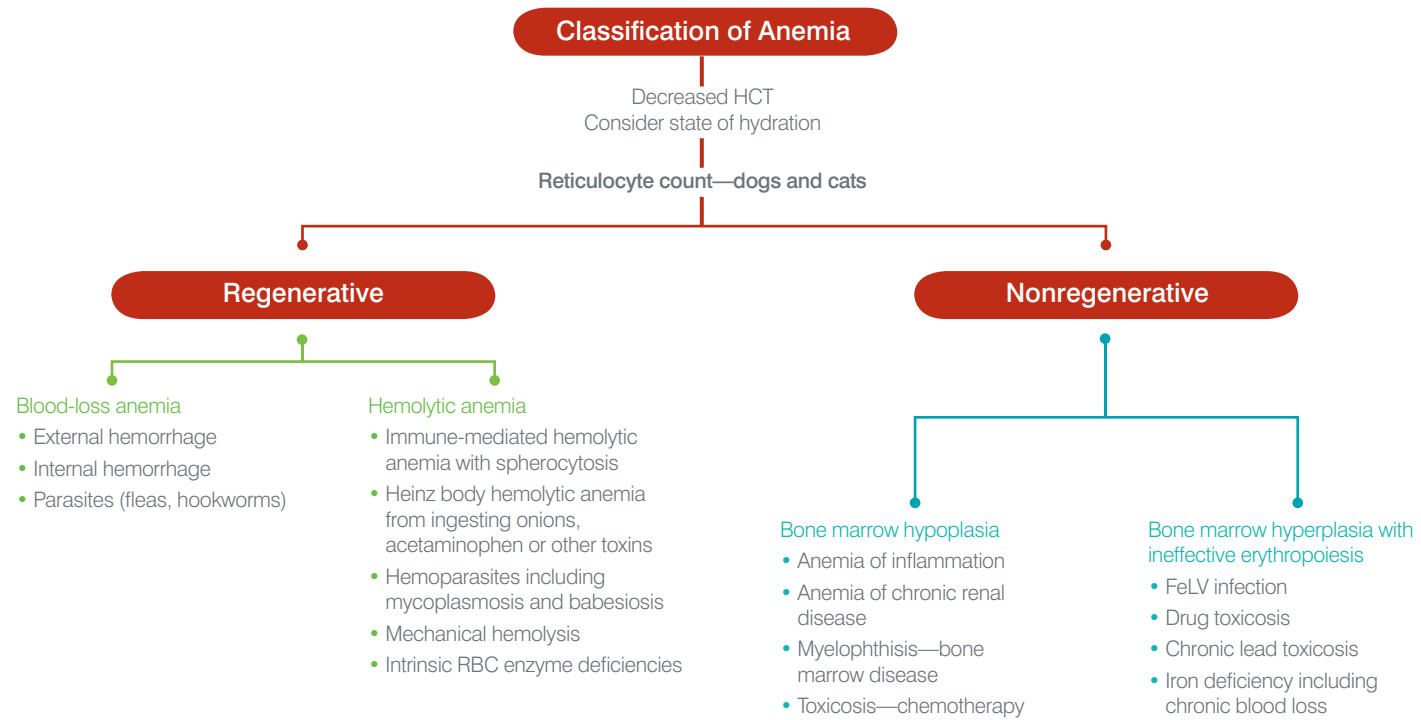 Classification of Anemia
Decreased HCT
Consider state of hydration
Reticulocyte count—dogs and cats
Regenerative
Nonregenerative
Blood-loss anemia
• External hemorrhage
• Internal hemorrhage
• Parasites (fleas, hookworms)
Hemolytic anemia
• Immune-mediated hemolytic
anemia with spherocytosis
• Heinz body hemolytic anemia
from ingesting onions,
acetaminophen or other toxins
• Hemoparasites including
mycoplasmosis and babesiosis
• Mechanical hemolysis
• Intrinsic RBC enzyme deficiencies
Bone marrow hypoplasia
• Anemia of inflammation
• Anemia of chronic renal
disease
• Myelophthisis—bone
marrow disease
• Toxicosis—chemotherapy
Bone marrow hyperplasia with
ineffective erythropoiesis
• FeLV infection
• Drug toxicosis
• Chronic lead toxicosis
• Iron deficiency including
chronic blood loss